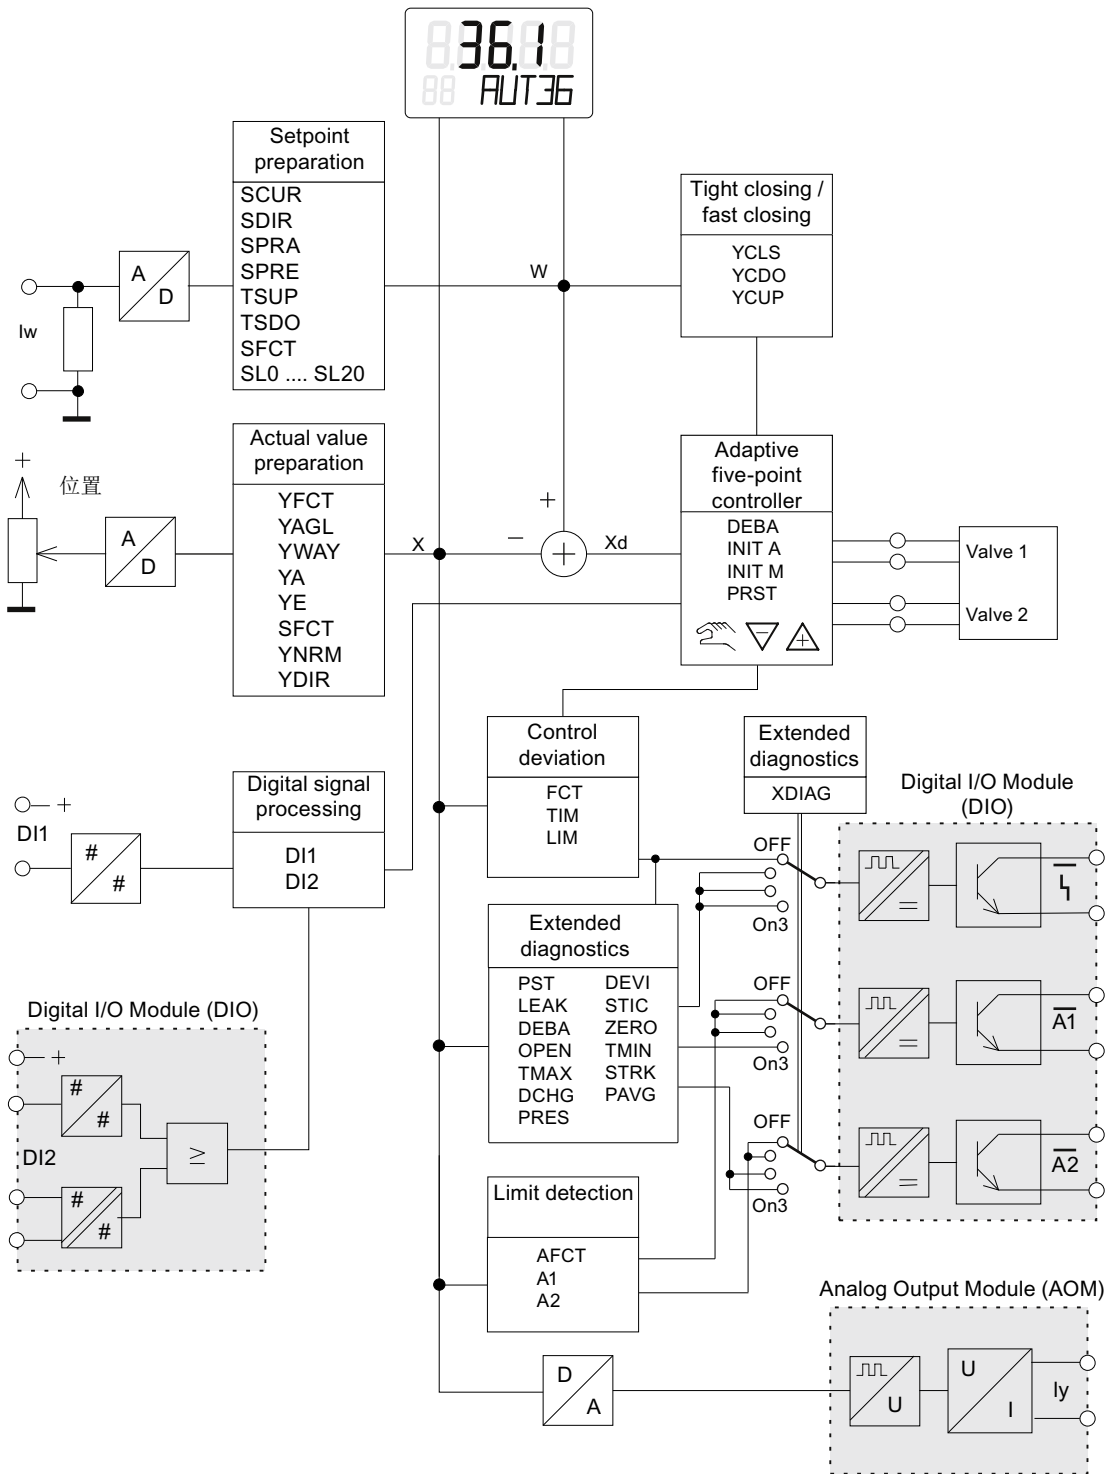 36.1
AUT36
Setpoint
preparation
SCUR
SDIR
SPRA
SPRE
TSUP
TSDO
SFCT
SL0 .... SL20
A
D
Iw
W
Tight closing /
fast closing
YCLS
YCDO
YCUP
Actual value
preparation
YFCT
YAGL
YWAY
YA
YE
SFCT
YNRM
YDIR
+
位置
A
D
X
+
−
+
Xd
Adaptive
five-point
controller
DEBA
INIT A
INIT M
PRST
−
+
Valve 1
Valve 2
Control
deviation
FCT
TIM
LIM
Extended
diagnostics
XDIAG
Digital I/O Module
(DIO)
Digital signal
processing
DI1
DI2
+
DI1
#
#
OFF
On3
Extended
diagnostics
PST DEVI
LEAK STIC
DEBA ZERO
OPEN TMIN
TMAX STRK
DCHG PAVG
PRES
OFF
On3
A1
OFF
On3
A2
Digital I/O Module (DIO)
+
#
#
DI2
≥
#
#
Limit detection
AFCT
A1
A2
Analog Output Module (AOM)
D
A
U
U
I
Iy